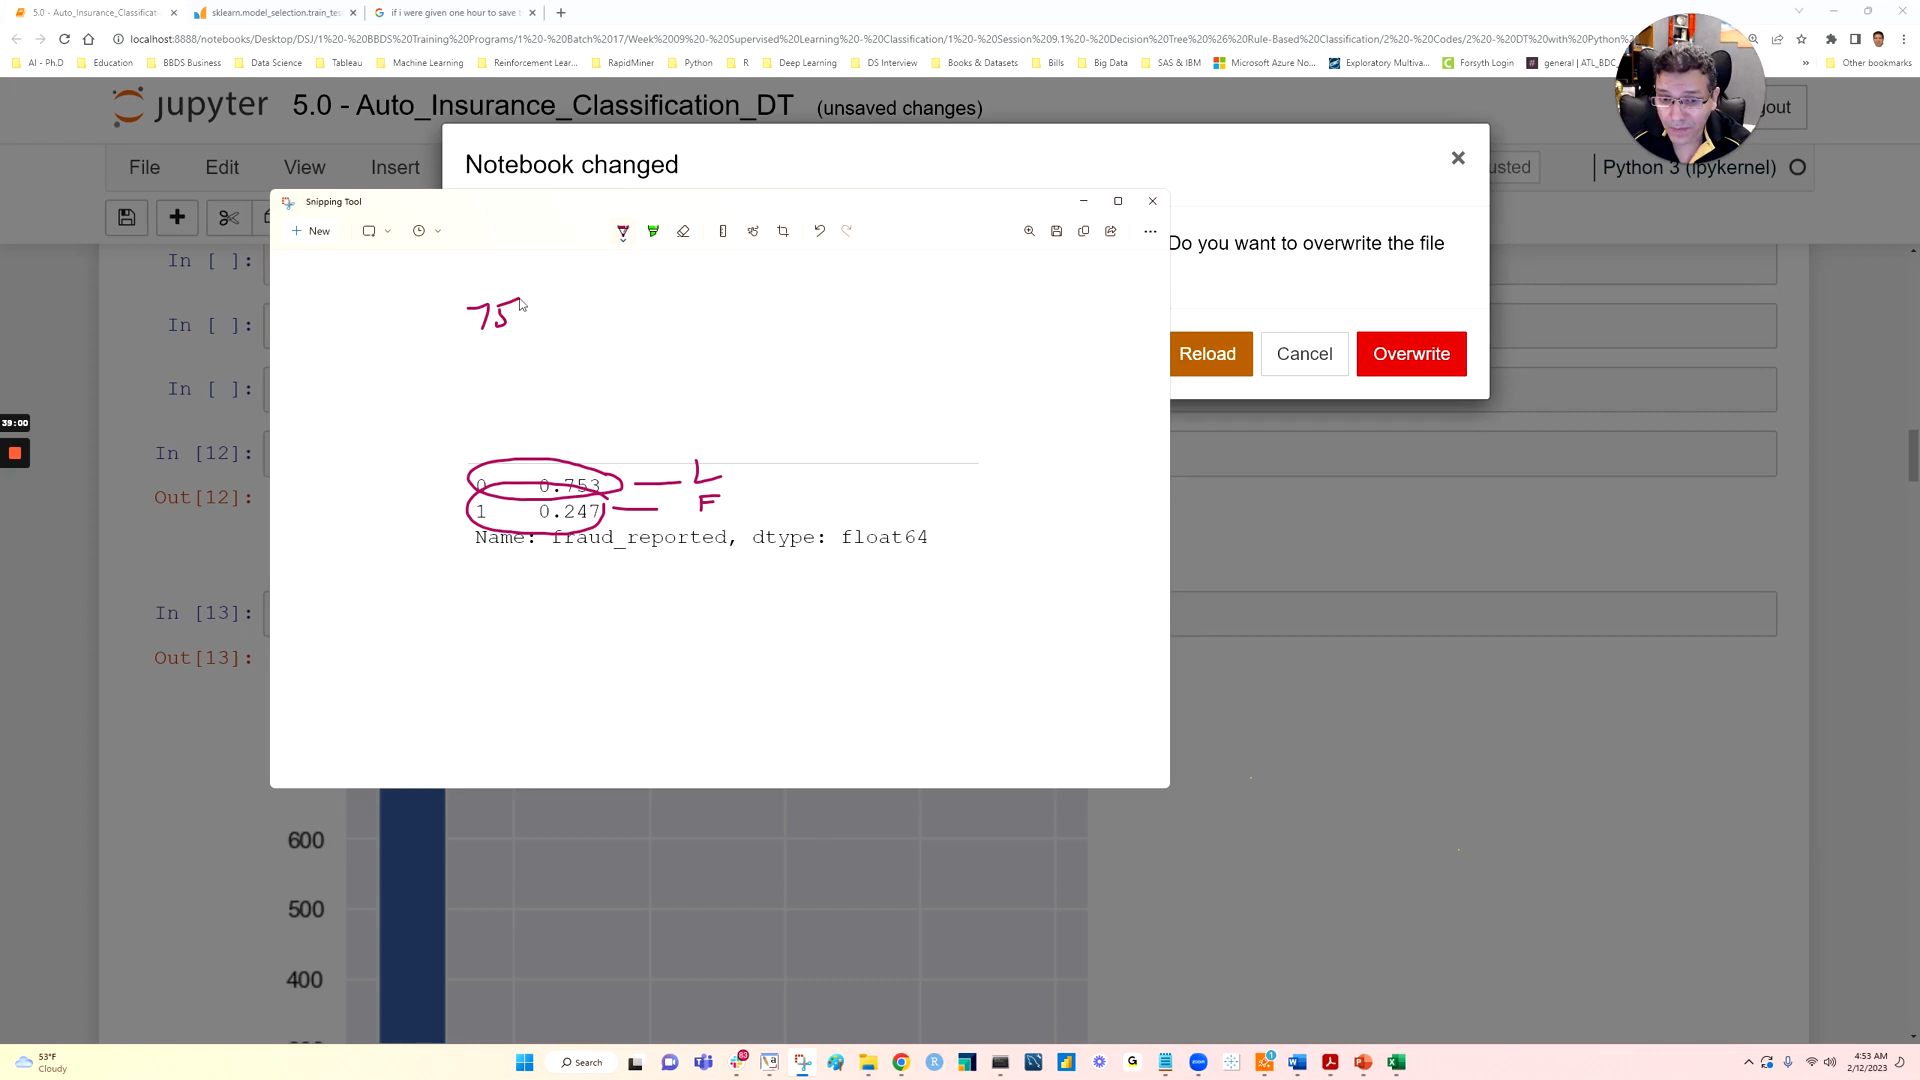 5.0 - Auto_Insurance_Classificati
sklearn.model_selection.train_tes
if i were given one hour to save t
localhost:8888/notebooks/Desktop/DSJ/1%20-%20BBDS%20Training%20Programs/1%20-%20Batch%2017/Week%2009%20-%20Supervised%20Learning%20-%20Classification/1%20-%20Session%209.1%20-%20Decision%20Tree%20%26%20Rule-Based%20Classification/2%20-%20Codes/2%20-%20DT%20with%20Python%
AI - Ph.D Education BBDS Business Data Science Tableau Machine Learning Reinforcement Lear... RapidMiner Python R Deep Learning DS Interview Books & Datasets Bills Big Data SAS & IBM Microsoft Azure No... Exploratory Multiva... Forsyth Login general | ATL_BDC_ » Other bookmarks
jupyter 5.0 - Auto_Insurance_Classification_DT (unsaved changes) out
Notebook changed
File Edit View Insert usted Python 3 (ipykernel)
Snipping Tool
New
Do you want to overwrite the file
In [ ]:
75
In [ ]:
Reload Cancel Overwrite
In [ ]:
39:00
In [12]:
L
0 0.753
Out[12]:
F
1 0.247
Name: fraud_reported, dtype: float64
In [13]:
Out[13]:
600
500
400
53°F
Cloudy
Search
83
1
4:53 AM
2/12/2023